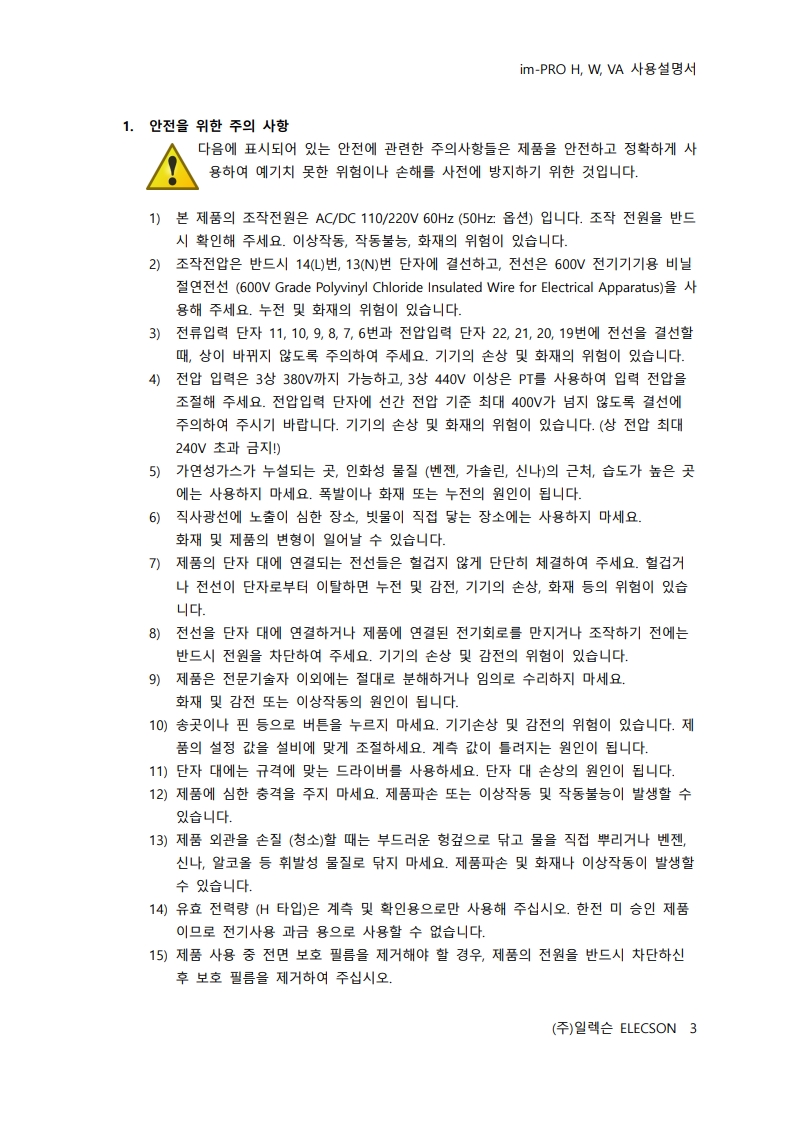 im-PRO H, W, VA 사용설명서
1. 안전을 위한 주의 사항
다음에 표시되어 있는 안전에 관련한 주의사항들은 제품을 안전하고 정확하게 사
용하여 예기치 못한 위험이나 손해를 사전에 방지하기 위한 것입니다.
1) 본 제품의 조작전원은 AC/DC 110/220V 60Hz (50Hz: 옵션) 입니다. 조작 전원을 반드
시 확인해 주세요. 이상작동, 작동불능, 화재의 위험이 있습니다.
2) 조작전압은 반드시 14(L)번, 13(N)번 단자에 결선하고, 전선은 600V 전기기기용 비닐
절연전선 (600V Grade Polyvinyl Chloride Insulated Wire for Electrical Apparatus)을 사
용해 주세요. 누전 및 화재의 위험이 있습니다.
3) 전류입력 단자 11, 10, 9, 8, 7, 6번과 전압입력 단자 22, 21, 20, 19번에 전선을 결선할
때, 상이 바뀌지 않도록 주의하여 주세요. 기기의 손상 및 화재의 위험이 있습니다.
4) 전압 입력은 3상 380V까지 가능하고, 3상 440V 이상은 PT를 사용하여 입력 전압을
조절해 주세요. 전압입력 단자에 선간 전압 기준 최대 400V가 넘지 않도록 결선에
주의하여 주시기 바랍니다. 기기의 손상 및 화재의 위험이 있습니다. (상 전압 최대
240V 초과 금지!)
5) 가연성가스가 누설되는 곳, 인화성 물질 (벤젠, 가솔린, 신나)의 근처, 습도가 높은 곳
에는 사용하지 마세요. 폭발이나 화재 또는 누전의 원인이 됩니다.
6) 직사광선에 노출이 심한 장소, 빗물이 직접 닿는 장소에는 사용하지 마세요.
화재 및 제품의 변형이 일어날 수 있습니다.
7) 제품의 단자 대에 연결되는 전선들은 헐겁지 않게 단단히 체결하여 주세요. 헐겁거
나 전선이 단자로부터 이탈하면 누전 및 감전, 기기의 손상, 화재 등의 위험이 있습
니다.
8) 전선을 단자 대에 연결하거나 제품에 연결된 전기회로를 만지거나 조작하기 전에는
반드시 전원을 차단하여 주세요. 기기의 손상 및 감전의 위험이 있습니다.
9) 제품은 전문기술자 이외에는 절대로 분해하거나 임의로 수리하지 마세요.
화재 및 감전 또는 이상작동의 원인이 됩니다.
10) 송곳이나 핀 등으로 버튼을 누르지 마세요. 기기손상 및 감전의 위험이 있습니다. 제
품의 설정 값을 설비에 맞게 조절하세요. 계측 값이 틀려지는 원인이 됩니다.
11) 단자 대에는 규격에 맞는 드라이버를 사용하세요. 단자 대 손상의 원인이 됩니다.
12) 제품에 심한 충격을 주지 마세요. 제품파손 또는 이상작동 및 작동불능이 발생할 수
있습니다.
13) 제품 외관을 손질 (청소)할 때는 부드러운 헝겊으로 닦고 물을 직접 뿌리거나 벤젠,
신나, 알코올 등 휘발성 물질로 닦지 마세요. 제품파손 및 화재나 이상작동이 발생할
수 있습니다.
14) 유효 전력량 (H 타입)은 계측 및 확인용으로만 사용해 주십시오. 한전 미 승인 제품
이므로 전기사용 과금 용으로 사용할 수 없습니다.
15) 제품 사용 중 전면 보호 필름을 제거해야 할 경우, 제품의 전원을 반드시 차단하신
후 보호 필름을 제거하여 주십시오.
(주)일렉슨 ELECSON 3